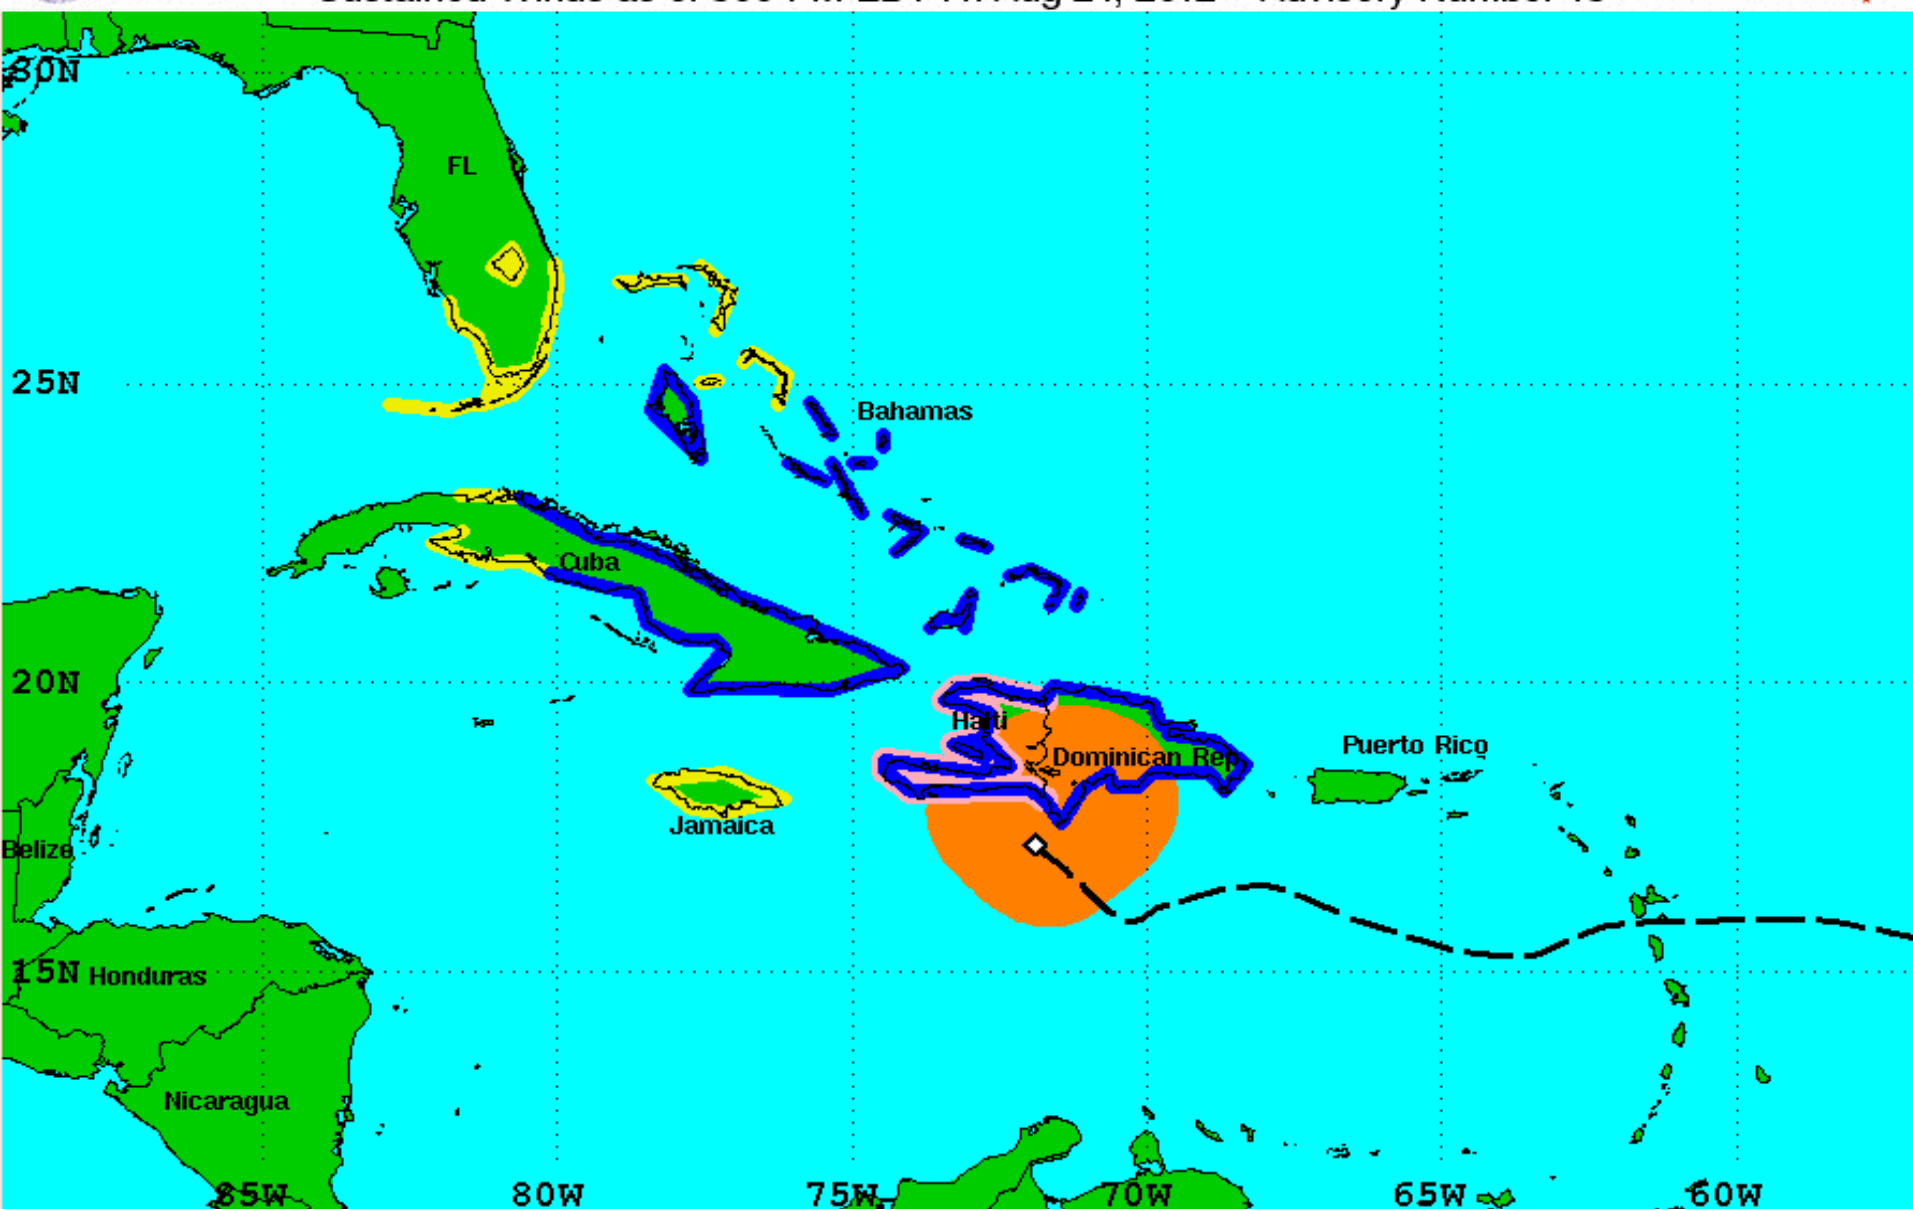 30N
FL
25N
Bahamas
Cuba
20N
Haiti
Dominican Rep
Puerto Rico
Jamaica
Belize
15N
Honduras
Nicaragua
85W 80W 75W 70W 65W 60W